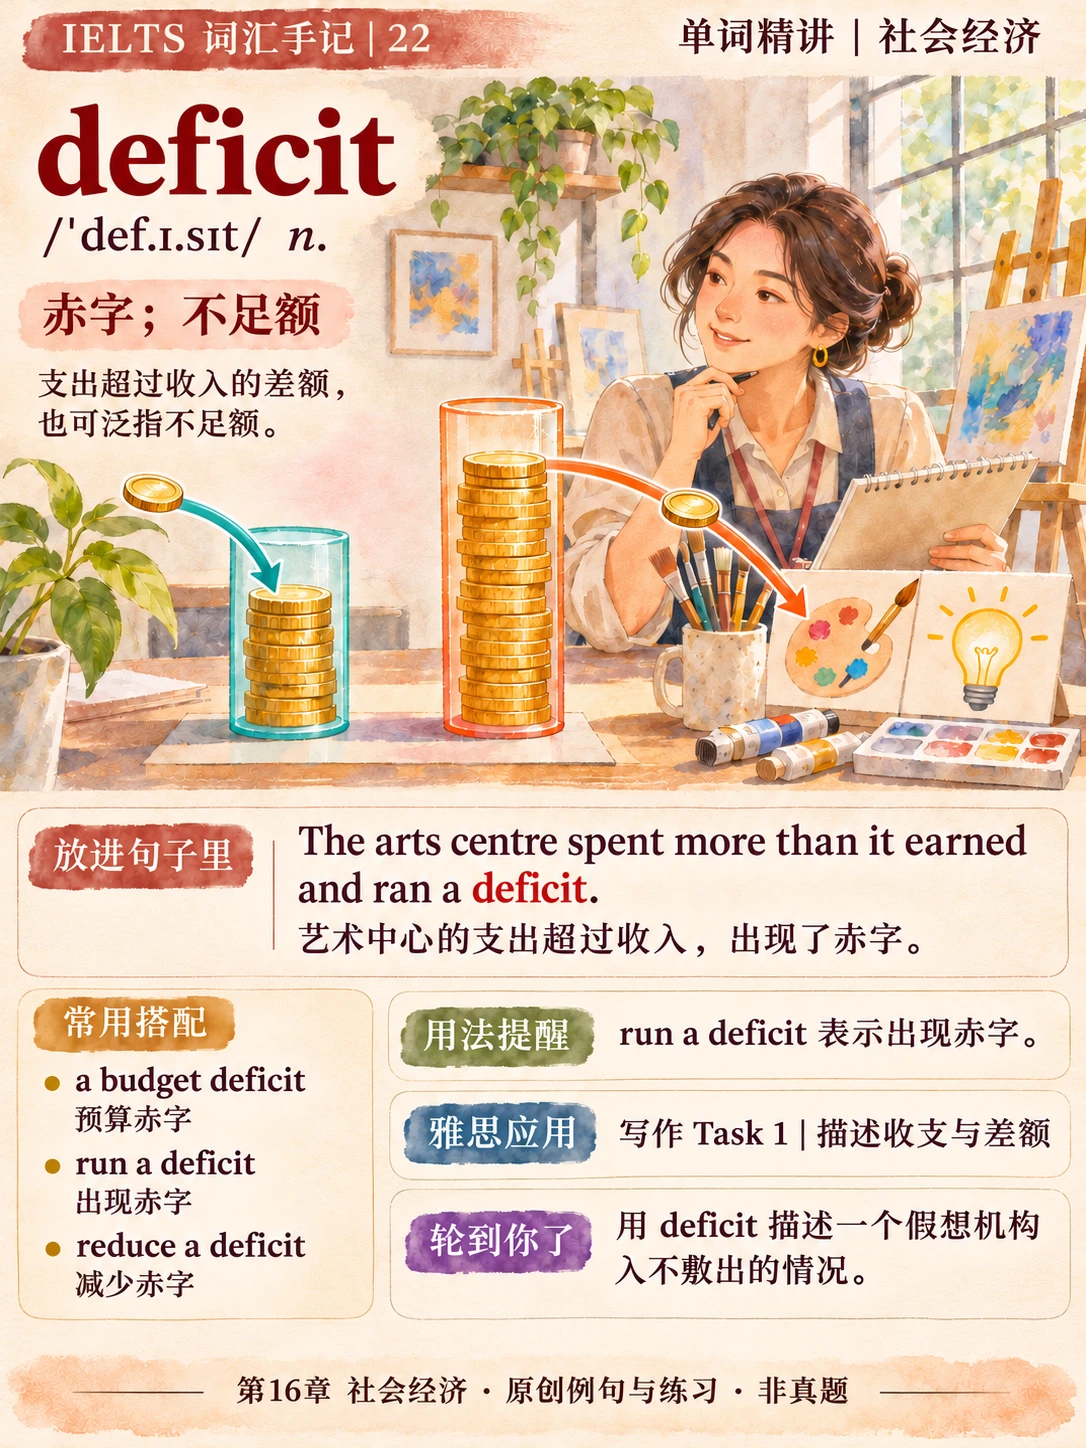 IELTS 词汇手记 | 22
单词精讲 | 社会经济
deficit
/ˈdef.ɪ.sɪt/ n.
赤字；不足额
支出超过收入的差额，
也可泛指不足额。
放进句子里
The arts centre spent more than it earned
and ran a deficit.
艺术中心的支出超过收入，出现了赤字。
常用搭配
a budget deficit
预算赤字
run a deficit
出现赤字
reduce a deficit
减少赤字
用法提醒
run a deficit 表示出现赤字。
雅思应用
写作 Task 1 | 描述收支与差额
轮到你了
用 deficit 描述一个假想机构
入不敷出的情况。
第16章 社会经济 · 原创例句与练习 · 非真题